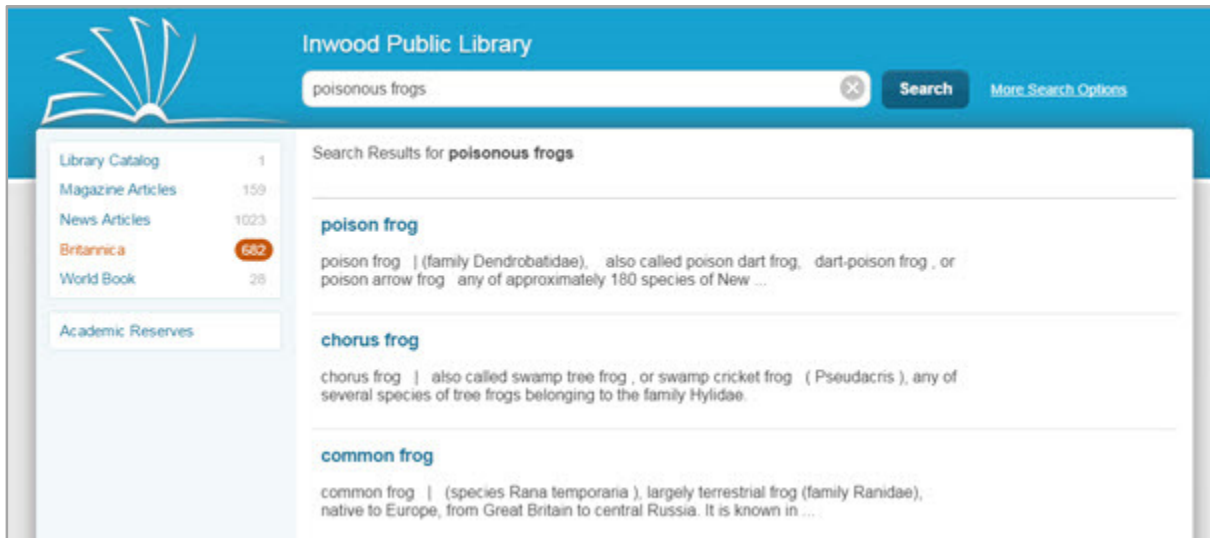 Inwood Public Library
poisonous frogs
Search
More Search Options
Library Catalog 1
Magazine Articles 159
News Articles 1023
Britannica 682
World Book 28
Academic Reserves
Search Results for poisonous frogs
poison frog
poison frog | (family Dendrobatidae), also called poison dart frog, dart-poison frog , or
poison arrow frog any of approximately 180 species of New ...
chorus frog
chorus frog | also called swamp tree frog , or swamp cricket frog ( Pseudacris ), any of
several species of tree frogs belonging to the family Hylidae.
common frog
common frog | (species Rana temporaria ), largely terrestrial frog (family Ranidae),
native to Europe, from Great Britain to central Russia. It is known in ...